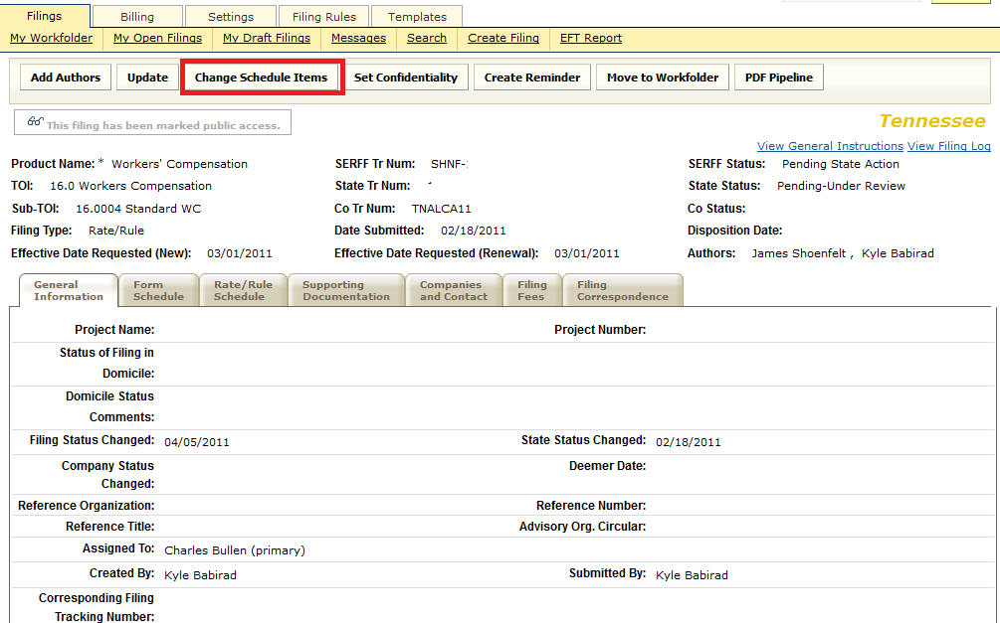 Filings Billing Settings Filing Rules Templates
My Workfolder My Open Filings My Draft Filings Messages Search Create Filing EFT Report
Add Authors Update Change Schedule Items Set Confidentiality Create Reminder Move to Workfolder PDF Pipeline
This filing has been marked public access.
Tennessee
View General Instructions View Filing Log
Product Name: * Workers' Compensation SERFF Tr Num: SHNF- SERFF Status: Pending State Action
TOI: 16.0 Workers Compensation State Tr Num: State Status: Pending-Under Review
Sub-TOI: 16.0004 Standard WC Co Tr Num: TNALCA11 Co Status:
Filing Type: Rate/Rule Date Submitted: 02/18/2011 Disposition Date:
Effective Date Requested (New): 03/01/2011 Effective Date Requested (Renewal): 03/01/2011 Authors: James Shoenfelt , Kyle Babirad
General Form Rate/Rule Supporting Companies Filing Filing
Information Schedule Schedule Documentation and Contact Fees Correspondence
Project Name: Project Number:
Status of Filing in
Domicile:
Domicile Status
Comments:
Filing Status Changed: 04/05/2011 State Status Changed: 02/18/2011
Company Status Deemer Date:
Changed:
Reference Organization: Reference Number:
Reference Title: Advisory Org. Circular:
Assigned To: Charles Bullen (primary)
Created By: Kyle Babirad Submitted By: Kyle Babirad
Corresponding Filing
Tracking Number: